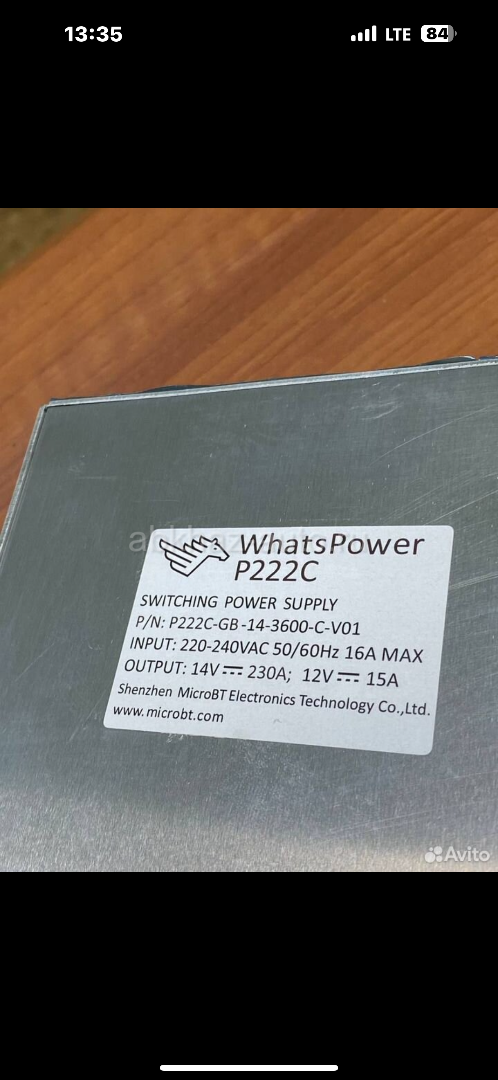 13:35
LTE 84
WhatsPower
P222C
SWITCHING POWER SUPPLY
P/N: P222C-GB-14-3600-C-V01
INPUT: 220-240VAC 50/60Hz 16A MAX
OUTPUT: 14V⎓230A; 12V⎓15A
Shenzhen MicroBT Electronics Technology Co.,Ltd.
www.microbt.com
Avito